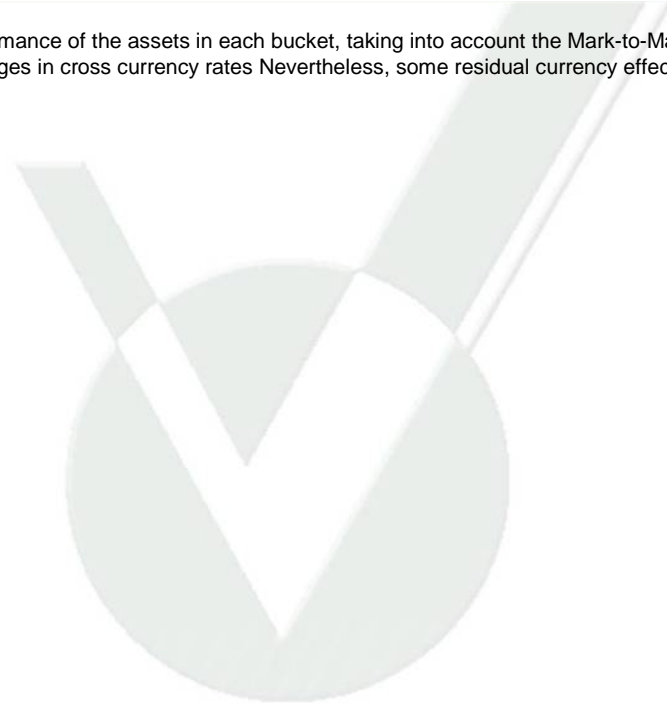 mance of the assets in each bucket, taking into account the Mark-to-Ma
ges in cross currency rates Nevertheless, some residual currency effec